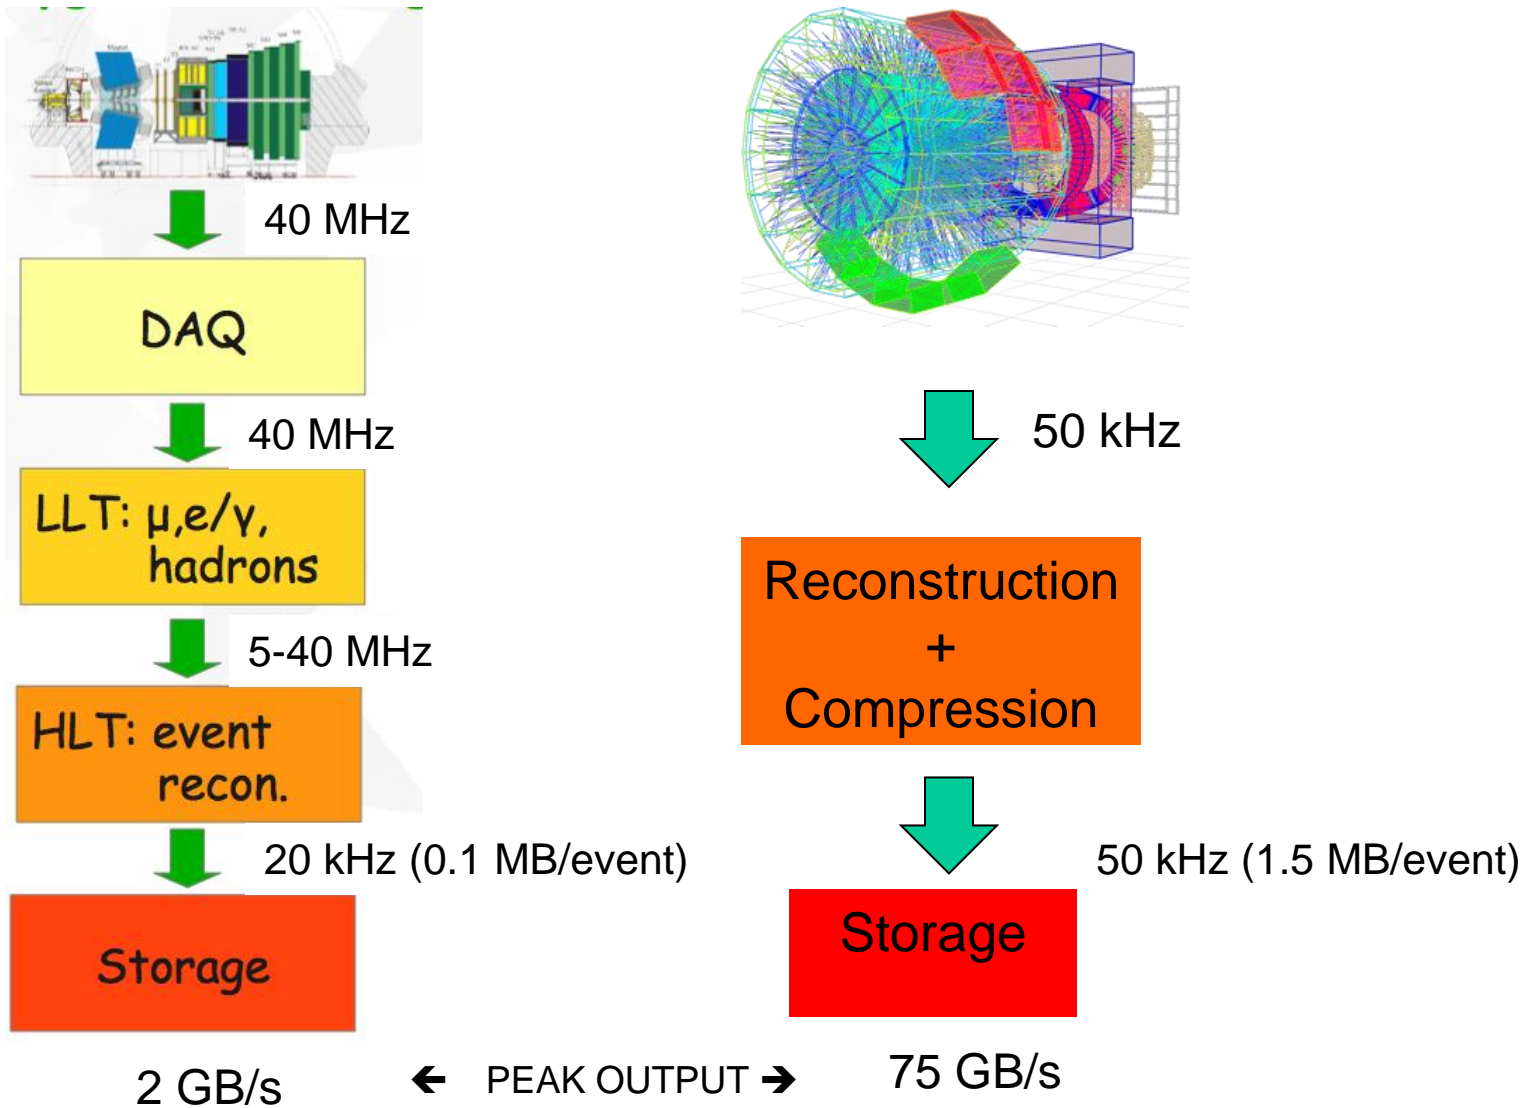 Magnet
40 MHz
DAQ
40 MHz
LLT: μ,e/γ,
hadrons
5-40 MHz
HLT: event
recon.
20 kHz (0.1 MB/event)
Storage
2 GB/s
🡸 PEAK OUTPUT 🡺
50 kHz
Reconstruction
+
Compression
50 kHz (1.5 MB/event)
Storage
75 GB/s